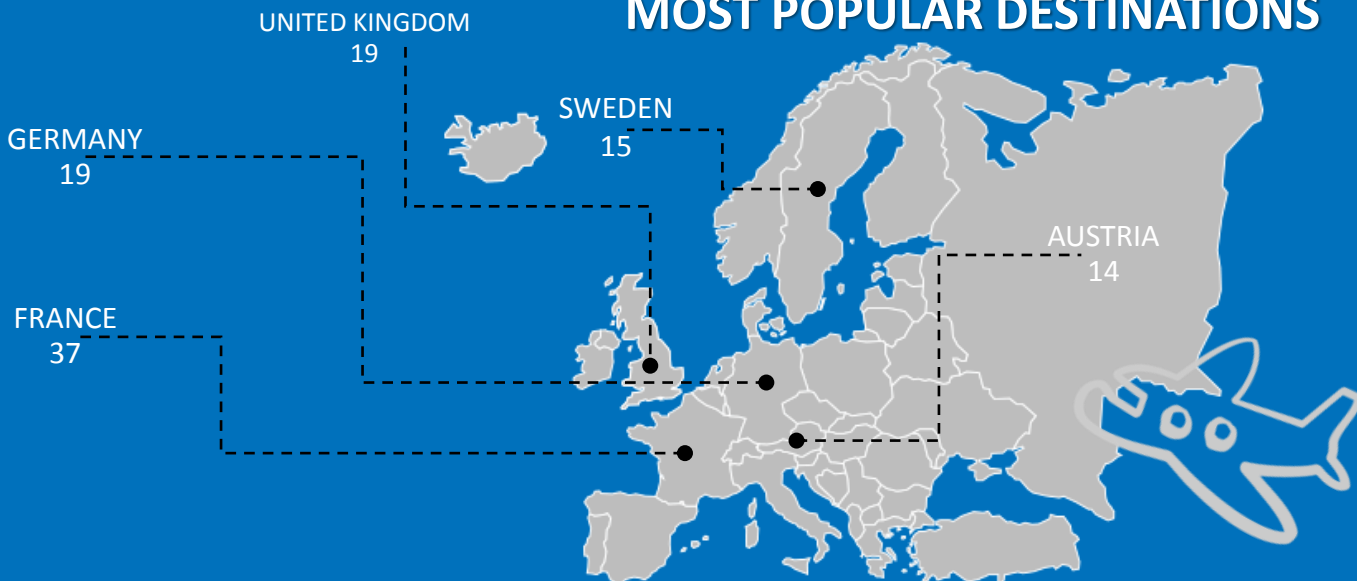 MOST POPULAR DESTINATIONS
UNITED KINGDOM
19
SWEDEN
15
GERMANY
19
AUSTRIA
14
FRANCE
37